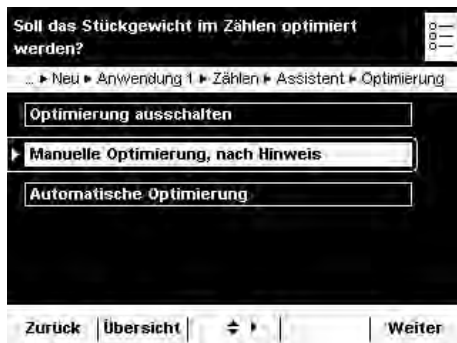 Soll das Stückgewicht im Zählen optimiert
werden?
... ▸ Neu ▸ Anwendung 1 ▸ Zählen ▸ Assistent ▸ Optimierung
Optimierung ausschalten
Manuelle Optimierung, nach Hinweis
Automatische Optimierung
Zurück Übersicht Weiter